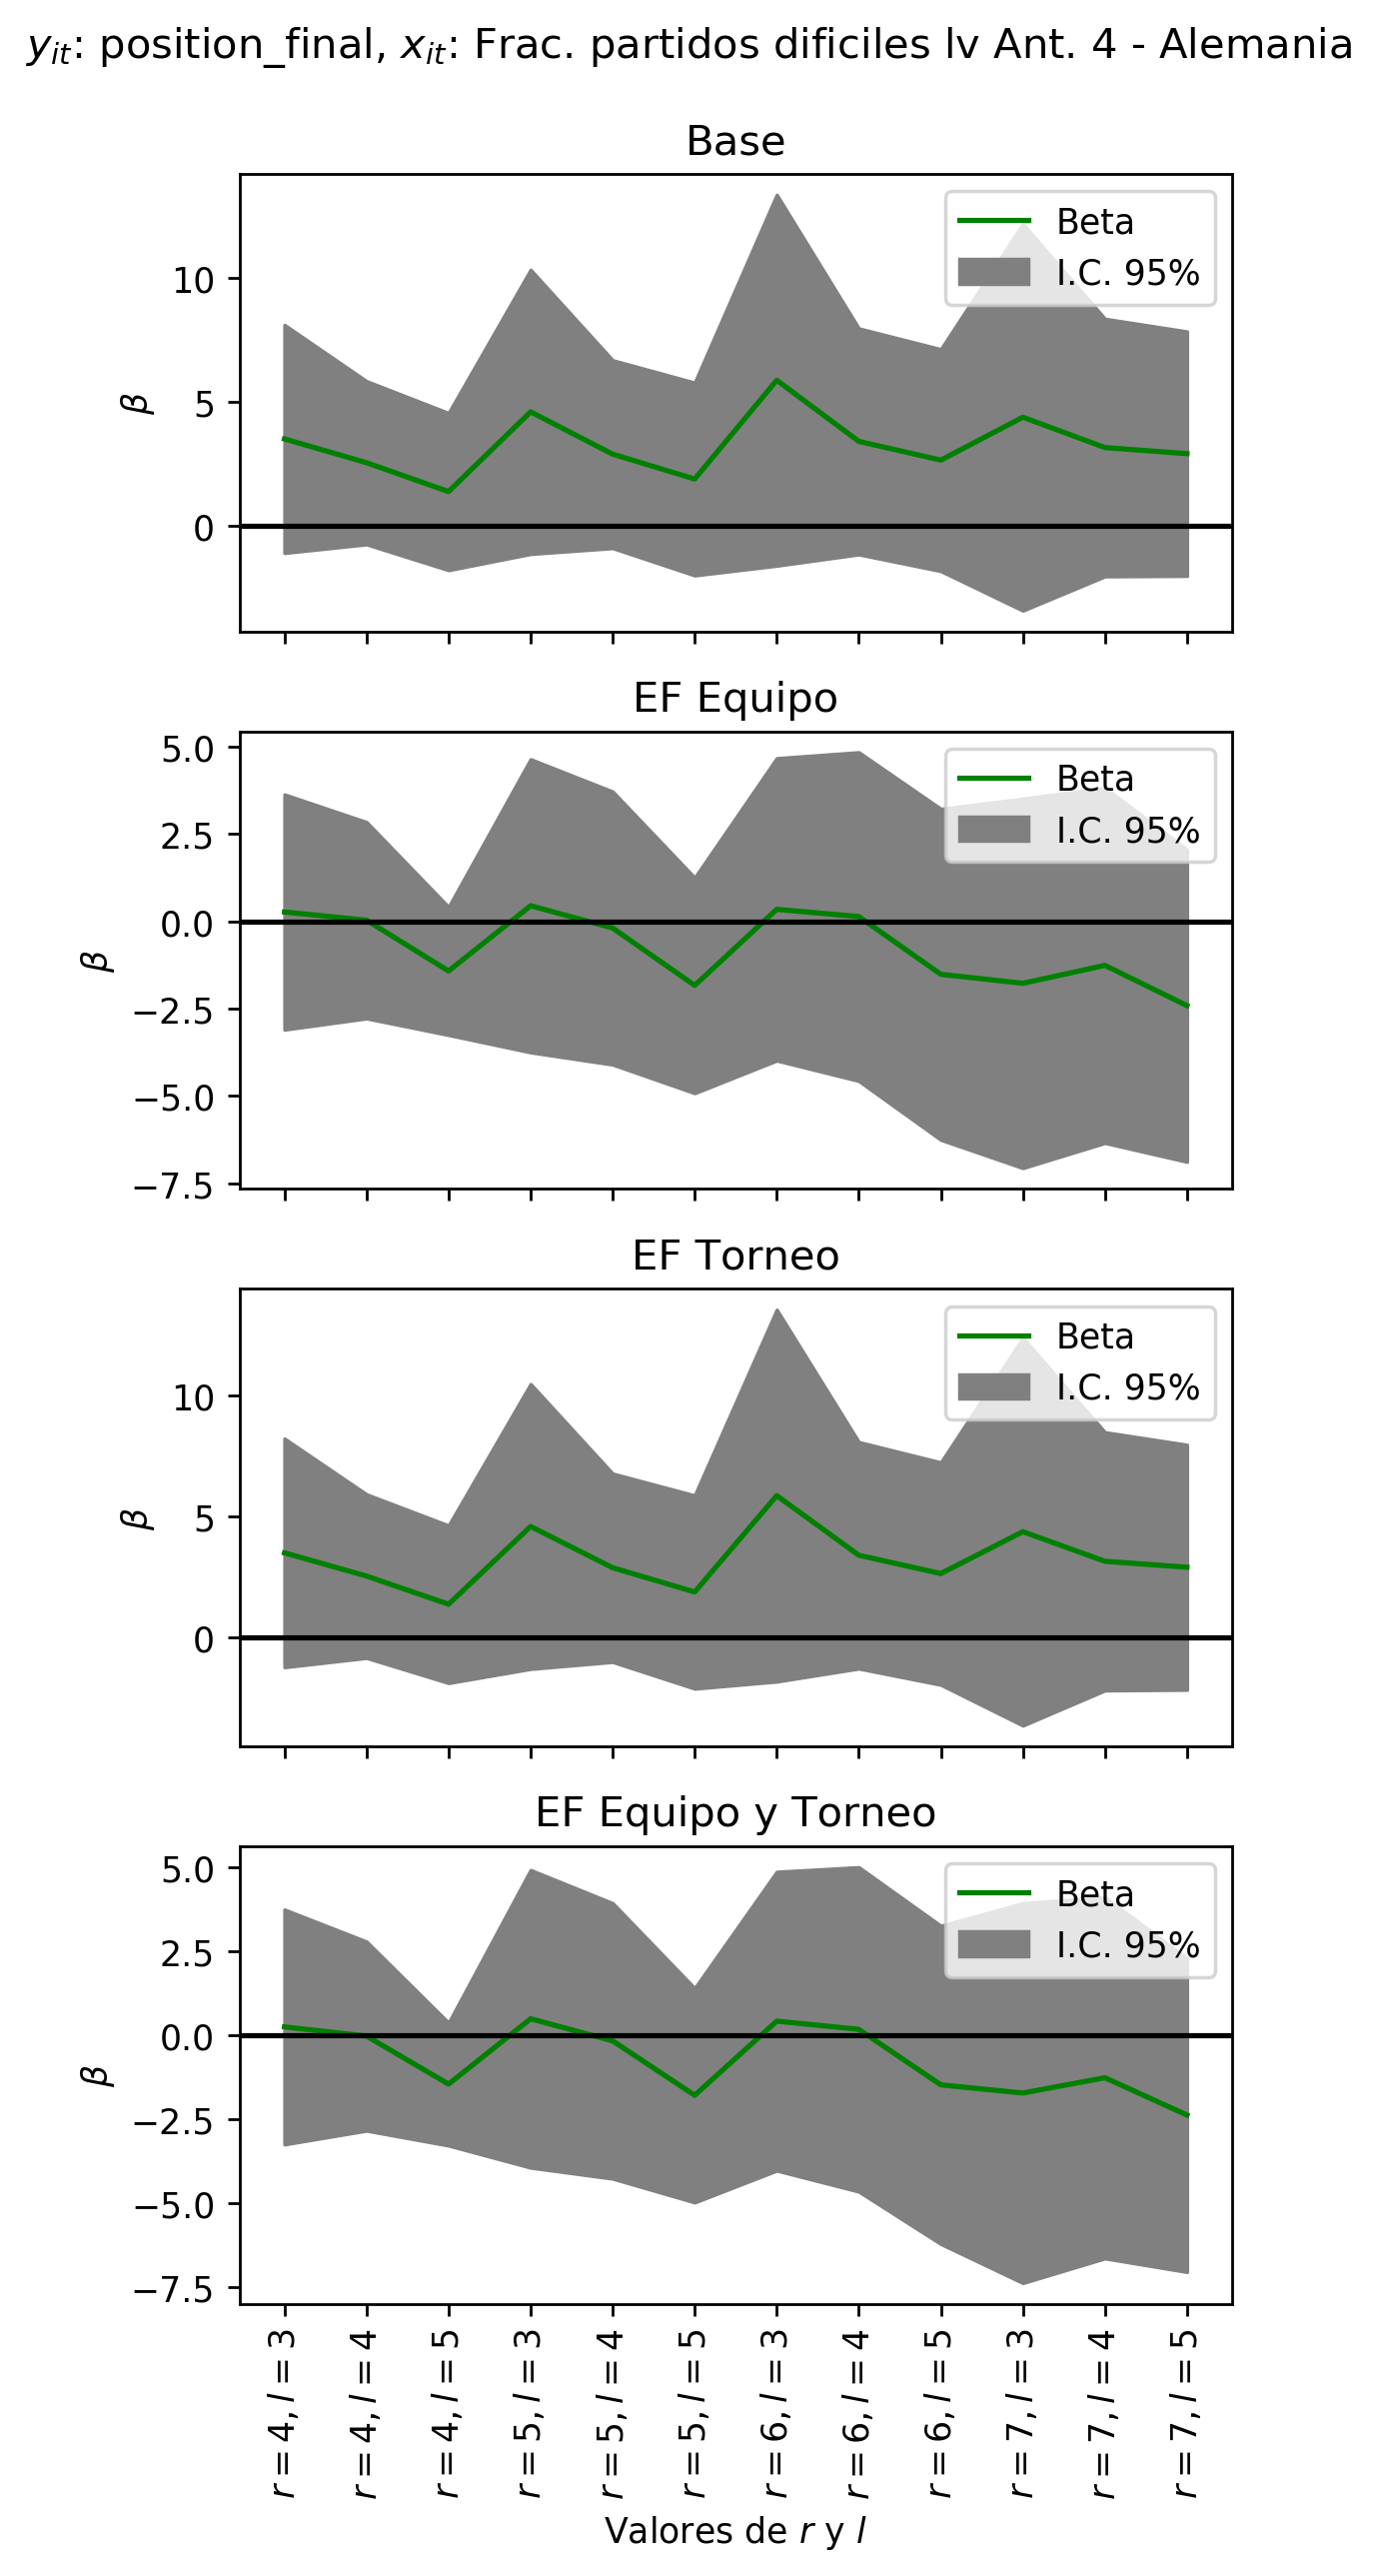 y_it: position_final, x_it: Frac. partidos dificiles lv Ant. 4 - Alemania
Base
Beta
I.C. 95%
10
5
0
β
EF Equipo
Beta
I.C. 95%
5.0
2.5
0.0
−2.5
−5.0
−7.5
β
EF Torneo
Beta
I.C. 95%
10
5
0
β
EF Equipo y Torneo
Beta
I.C. 95%
5.0
2.5
0.0
−2.5
−5.0
−7.5
β
r = 4, l = 3
r = 4, l = 4
r = 4, l = 5
r = 5, l = 3
r = 5, l = 4
r = 5, l = 5
r = 6, l = 3
r = 6, l = 4
r = 6, l = 5
r = 7, l = 3
r = 7, l = 4
r = 7, l = 5
Valores de r y l